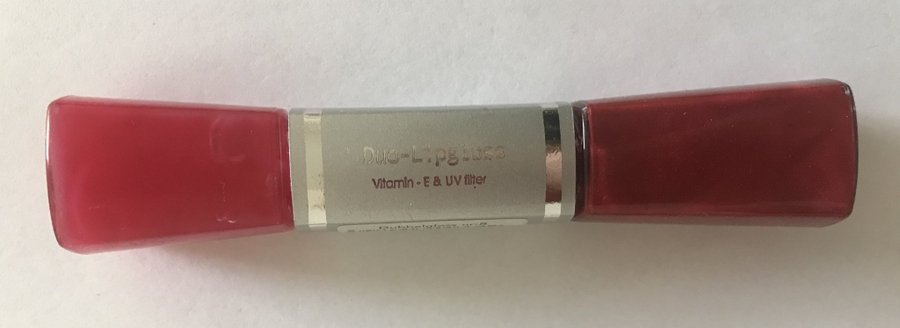 Duo-Lipgloss
Vitamin - E & UV filter